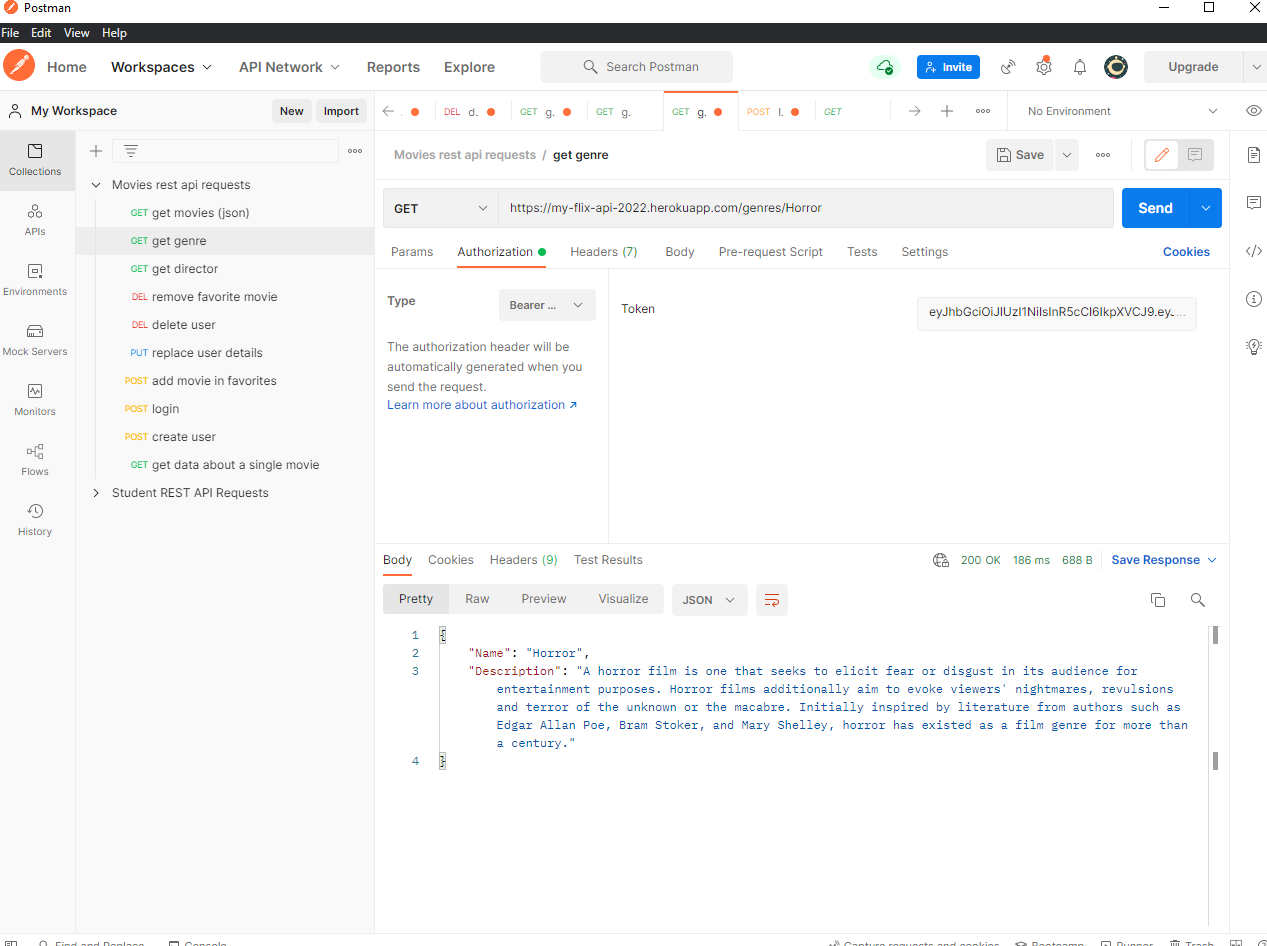 Postman
File Edit View Help
Home Workspaces API Network Reports Explore Search Postman Invite Upgrade
My Workspace New Import DEL d. GET g. GET g. GET g. POST l. GET No Environment
Collections
APIs
Environments
Mock Servers
Monitors
Flows
History
Movies rest api requests
GET get movies (json)
GET get genre
GET get director
DEL remove favorite movie
DEL delete user
PUT replace user details
POST add movie in favorites
POST login
POST create user
GET get data about a single movie
Student REST API Requests
Movies rest api requests / get genre Save
GET https://my-flix-api-2022.herokuapp.com/genres/Horror Send
Params Authorization Headers (7) Body Pre-request Script Tests Settings Cookies
Type Bearer ...
The authorization header will be
automatically generated when you
send the request.
Learn more about authorization ↗
Token eyJhbGciOiJIUzI1NiIsInR5cCI6IkpXVCJ9.ey...
Body Cookies Headers (9) Test Results 200 OK 186 ms 688 B Save Response
Pretty Raw Preview Visualize JSON
1 {
2 "Name": "Horror",
3 "Description": "A horror film is one that seeks to elicit fear or disgust in its audience for
entertainment purposes. Horror films additionally aim to evoke viewers' nightmares, revulsions
and terror of the unknown or the macabre. Initially inspired by literature from authors such as
Edgar Allan Poe, Bram Stoker, and Mary Shelley, horror has existed as a film genre for more than
a century."
4 }
Find and Replace Console Capture requests and cookies Bootcamp Runner Trash